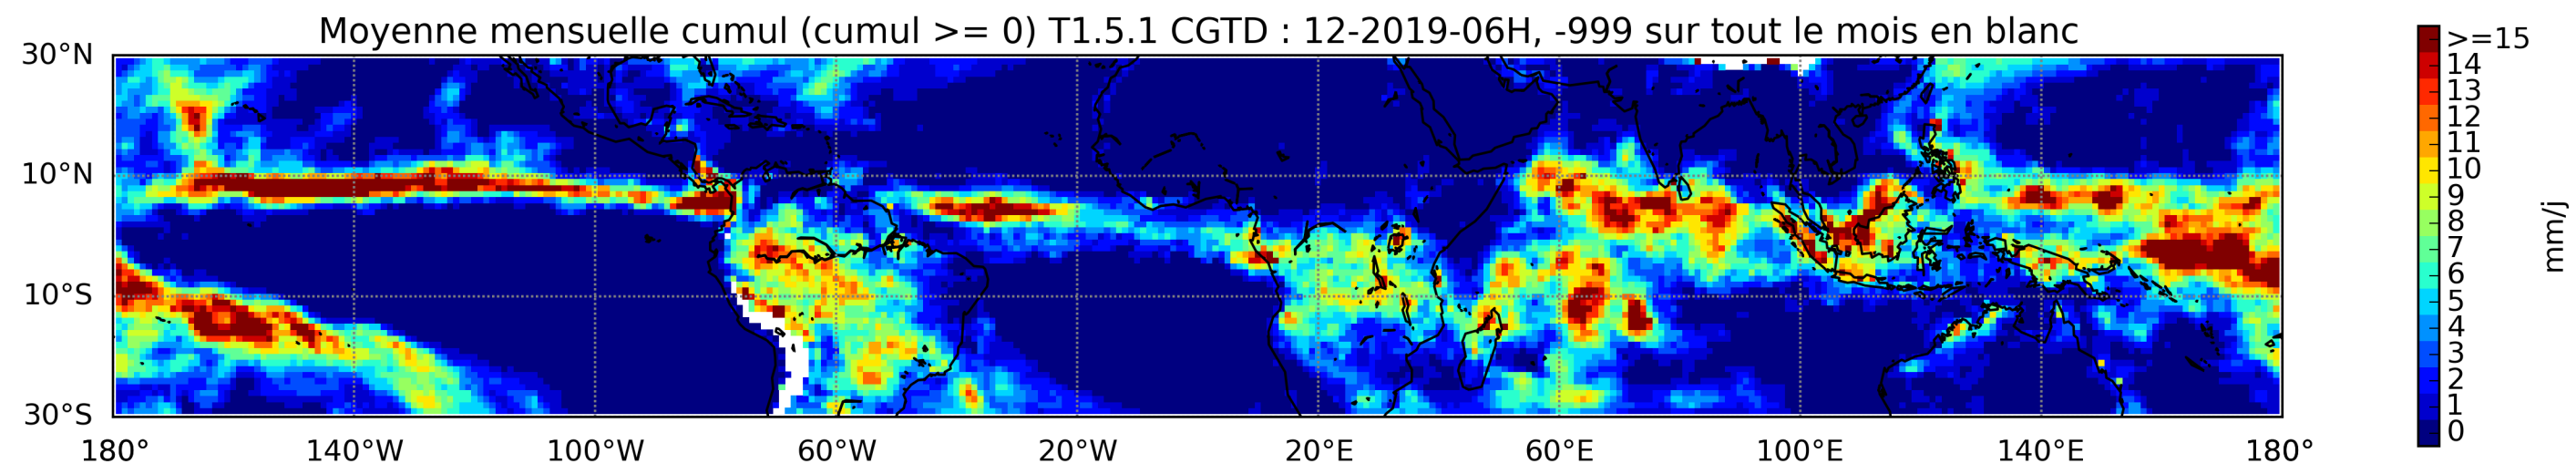 Moyenne mensuelle cumul (cumul >= 0) T1.5.1 CGTD : 12-2019-06H, -999 sur tout le mois en blanc
30°N
10°N
10°S
30°S
180°
140°W
100°W
60°W
20°W
20°E
60°E
100°E
140°E
180°
>=15
14
13
12
11
10
9
8
7
6
5
4
3
2
1
0
mm/j